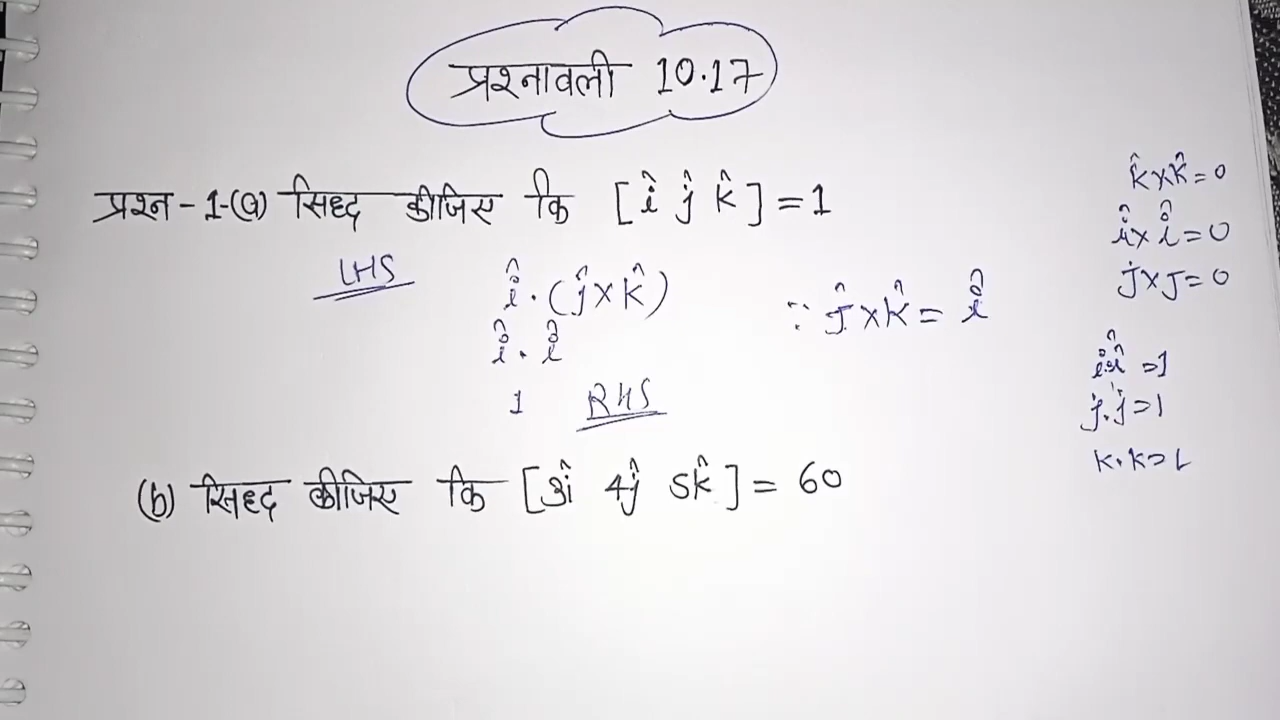 प्रश्नावली 10.17
प्रश्न - 1-(a) सिध्द कीजिए कि [î ĵ k̂] = 1
LHS
î . (ĵ × k̂)
∵ ĵ × k̂ = î
î . î
1 RHS
(b) सिध्द कीजिए कि [3î 4ĵ 5k̂] = 60
k̂ × k̂ = 0
î × î = 0
j × j = 0
î . î = 1
j . j = 1
k . k = 1